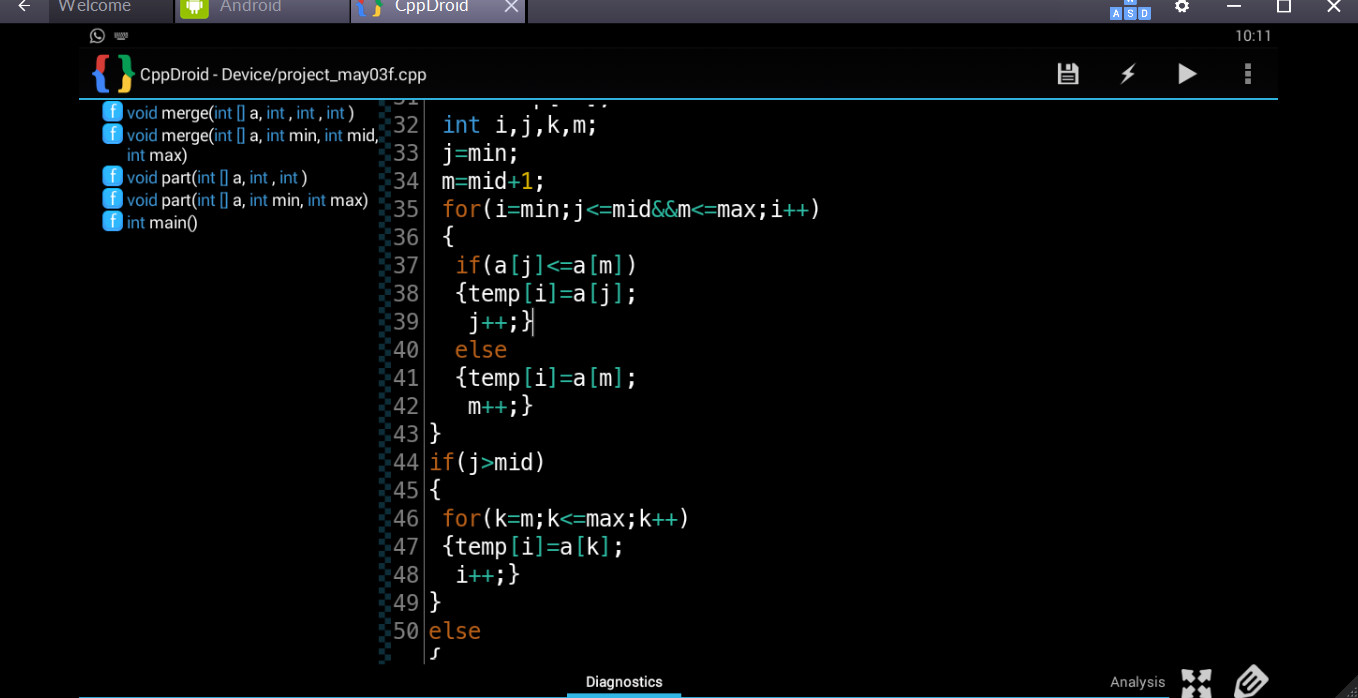 Welcome
Android
CppDroid
A S D
10:11
CppDroid - Device/project_may03f.cpp
f void merge(int [] a, int , int , int )
f void merge(int [] a, int min, int mid,
int max)
f void part(int [] a, int , int )
f void part(int [] a, int min, int max)
f int main()
32 int i,j,k,m;
33 j=min;
34 m=mid+1;
35 for(i=min;j<=mid&&m<=max;i++)
36 {
37 if(a[j]<=a[m])
38 {temp[i]=a[j];
39 j++;}
40 else
41 {temp[i]=a[m];
42 m++;}
43 }
44 if(j>mid)
45 {
46 for(k=m;k<=max;k++)
47 {temp[i]=a[k];
48 i++;}
49 }
50 else
{
Diagnostics
Analysis